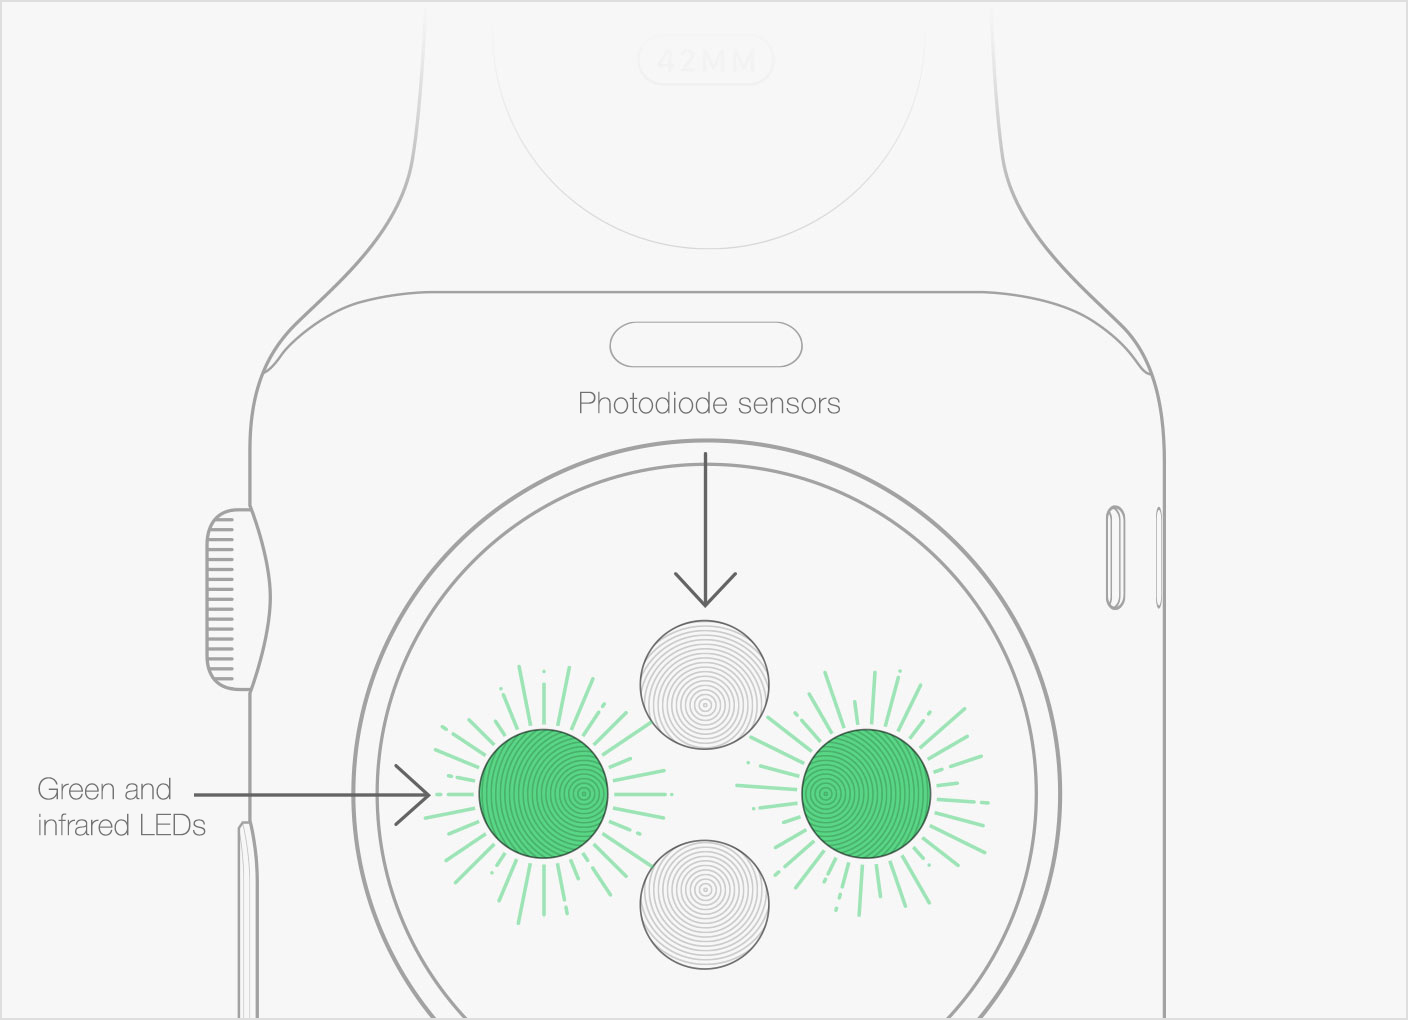 42MM
Photodiode sensors
Green and
infrared LEDs